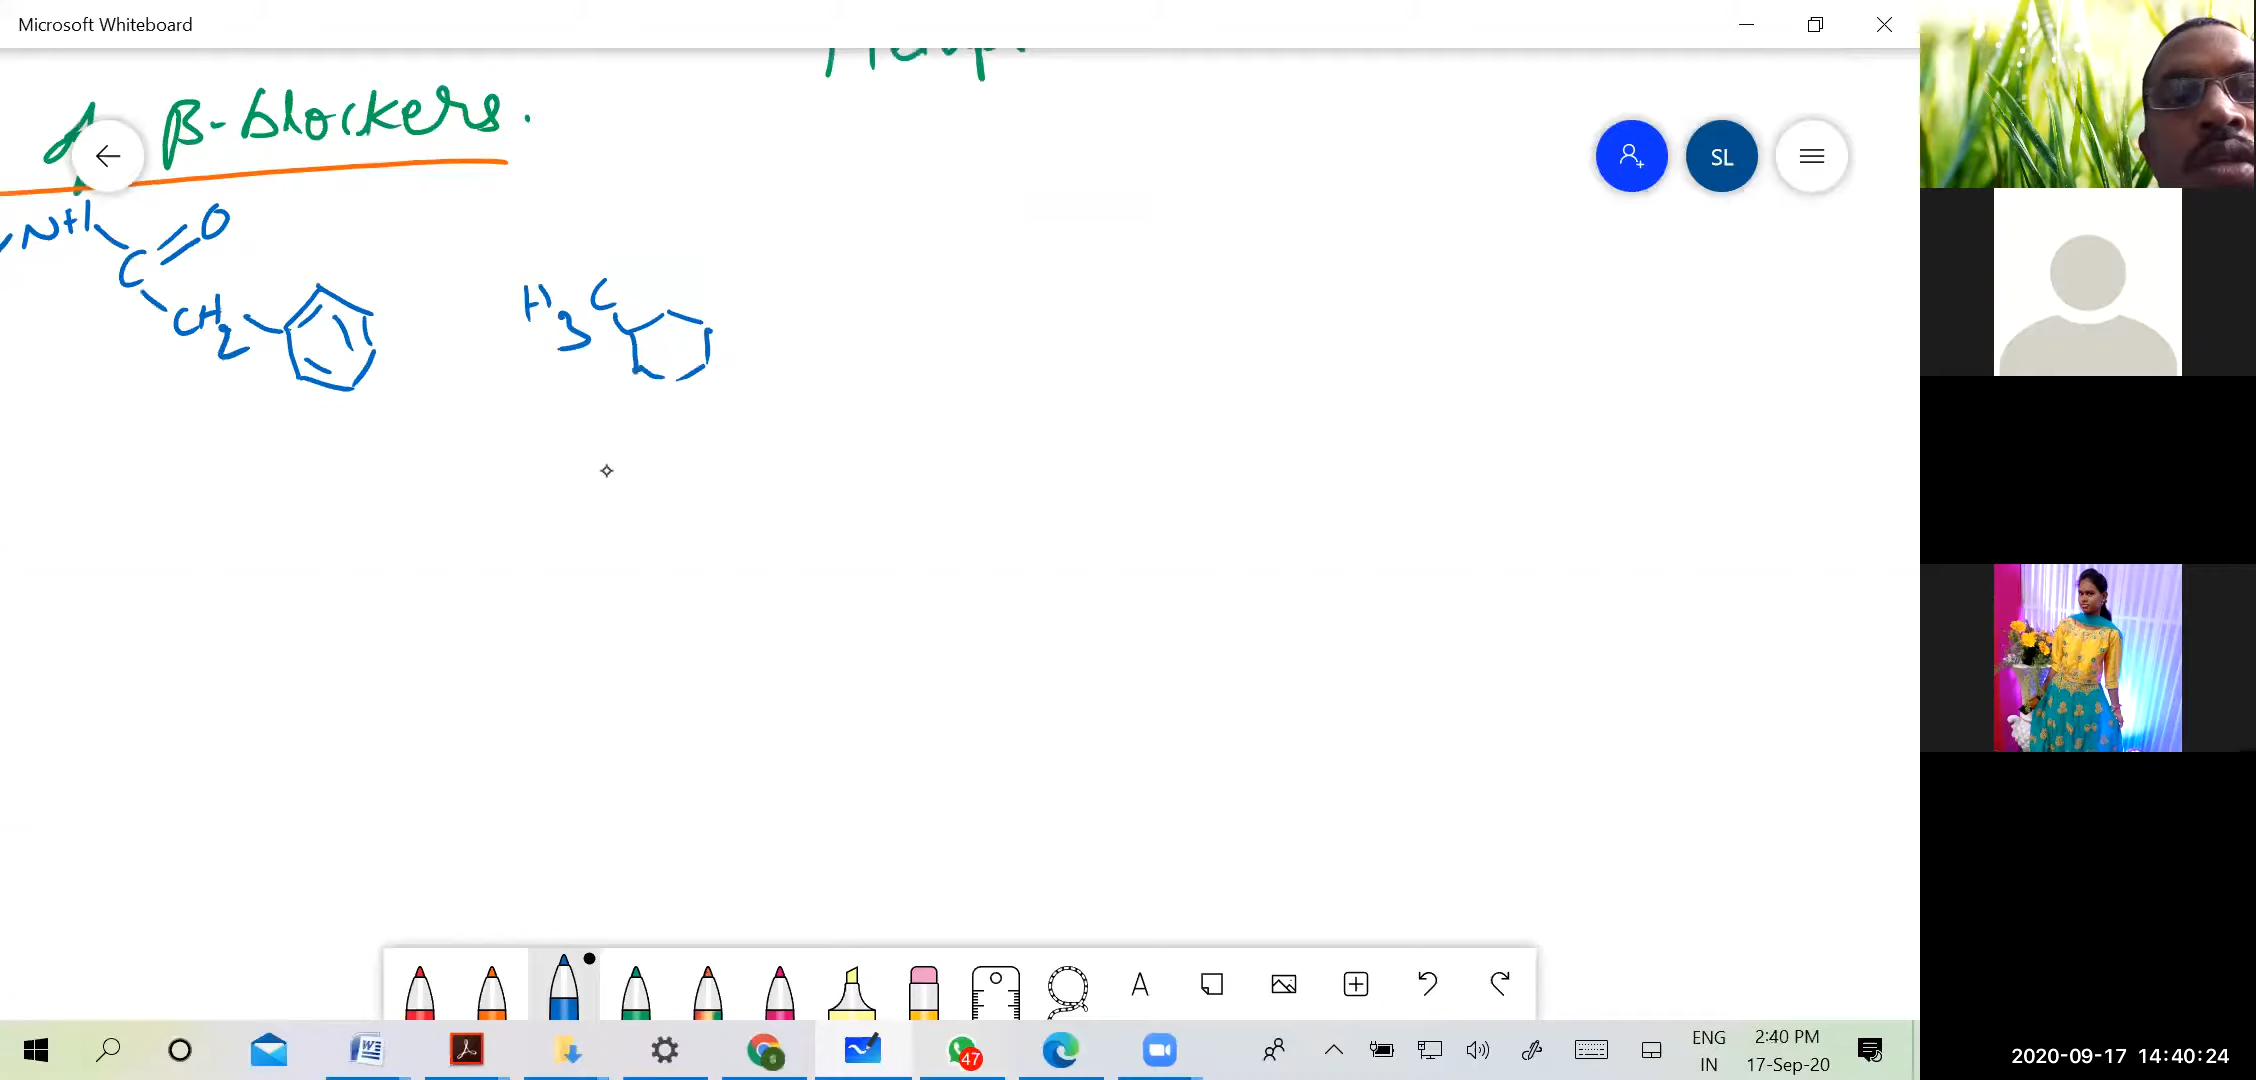 Microsoft Whiteboard
β-blockers.
SL
NH
C
O
CH2
H3C
A
47
ENG
IN
2:40 PM
17-Sep-20
2020-09-17 14:40:24